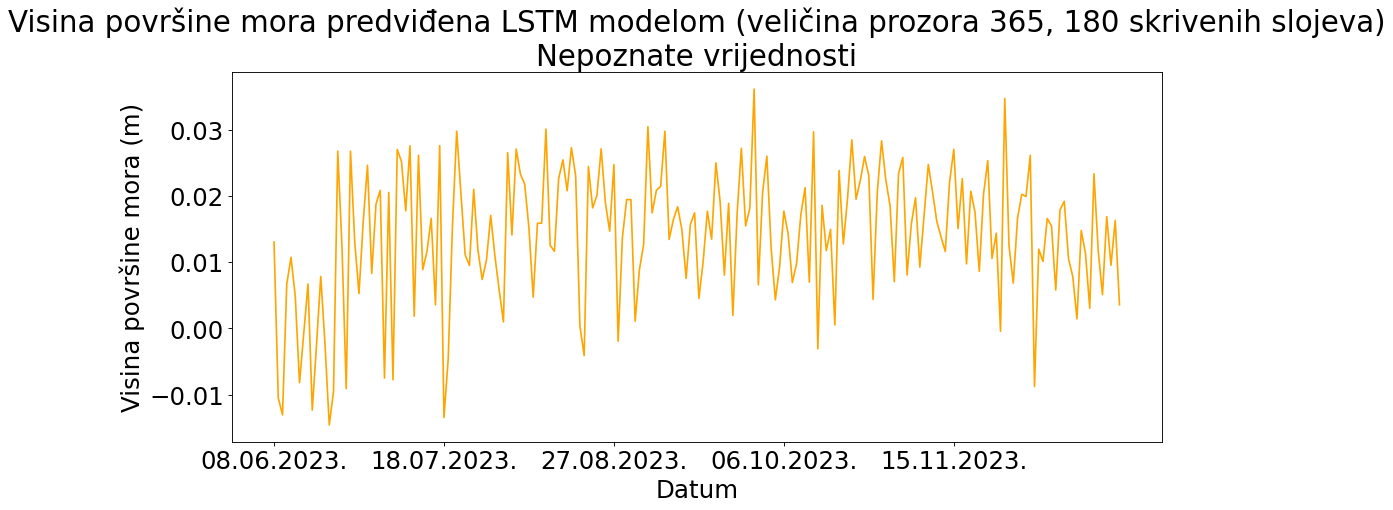 Visina površine mora predviđena LSTM modelom (veličina prozora 365, 180 skrivenih slojeva)
Nepoznate vrijednosti
Visina površine mora (m)
0.03
0.02
0.01
0.00
−0.01
08.06.2023. 18.07.2023. 27.08.2023. 06.10.2023. 15.11.2023.
Datum